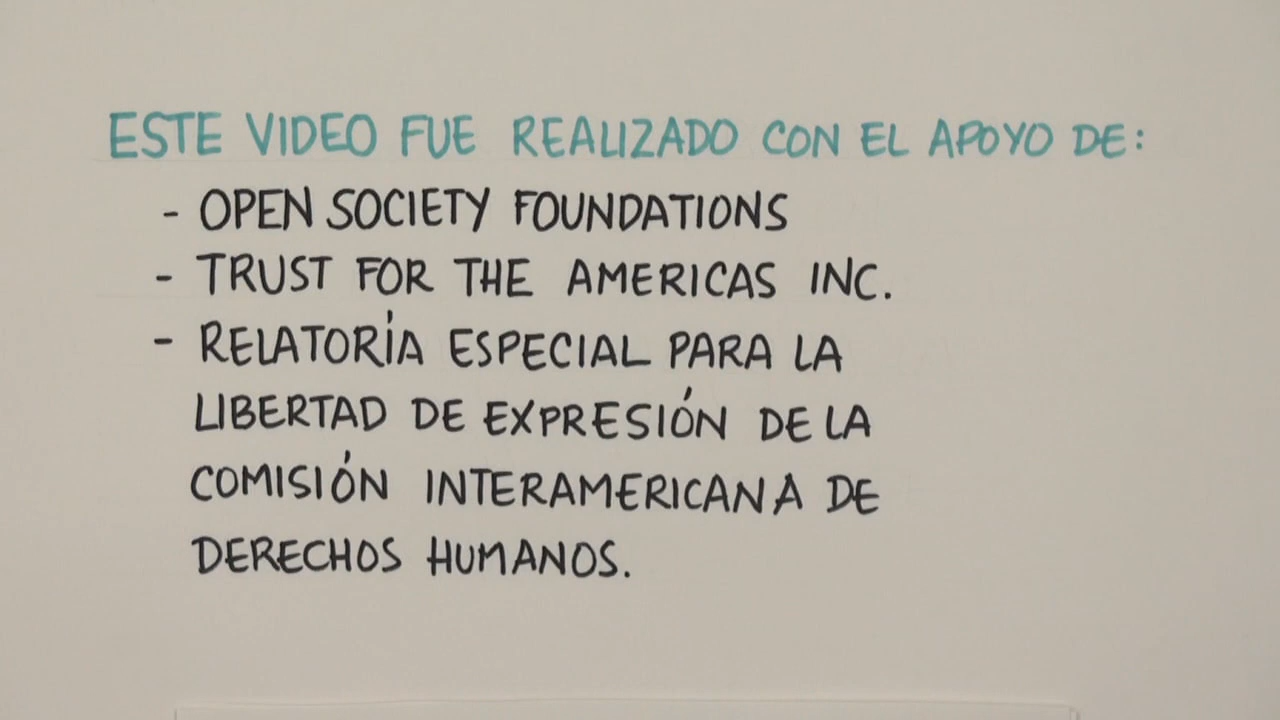 ESTE VIDEO FUE REALIZADO CON EL APOYO DE:
- OPEN SOCIETY FOUNDATIONS
- TRUST FOR THE AMERICAS INC.
- RELATORÍA ESPECIAL PARA LA
LIBERTAD DE EXPRESIÓN DE LA
COMISIÓN INTERAMERICANA DE
DERECHOS HUMANOS.